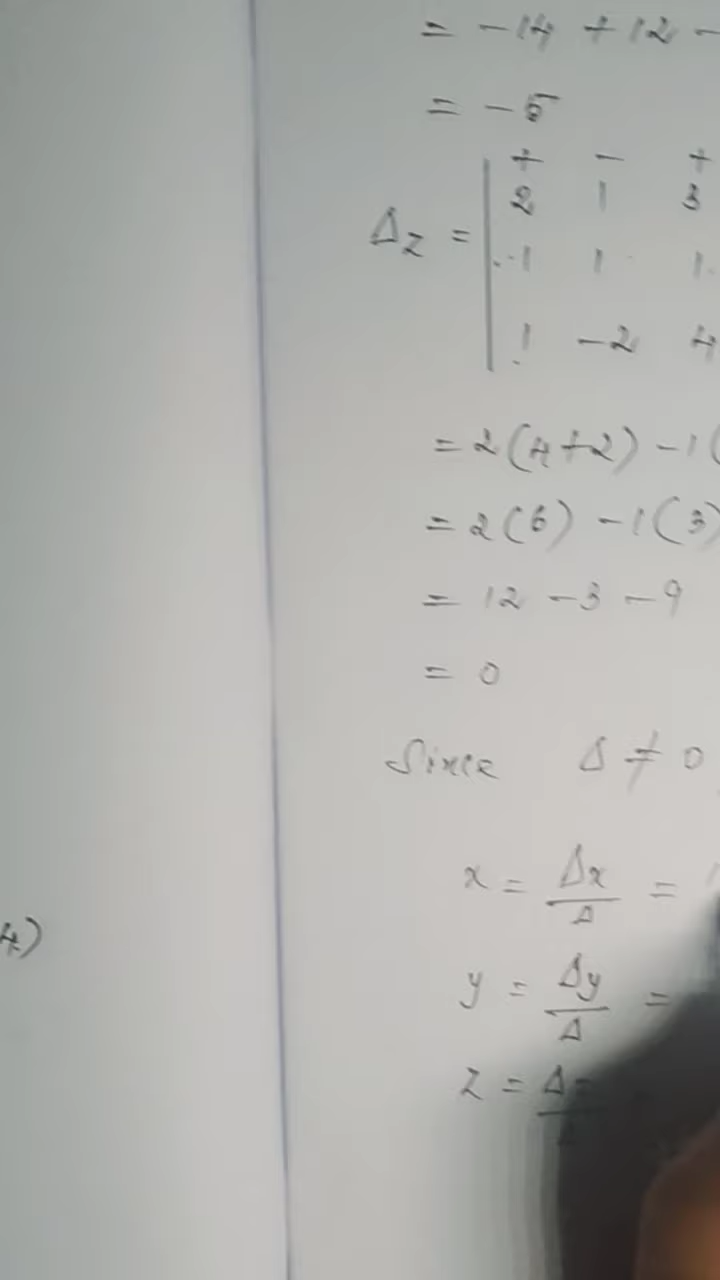 = -14 + 12 -
= -5
+ - +
2 1 3
Δz = 1 1 1
1 -2 4
= 2(4+2) -1(
= 2(6) -1(3)
= 12 -3 -9
= 0
Since Δ ≠ 0
x = Δx/Δ =
4)
y = Δy/Δ =
z = Δ